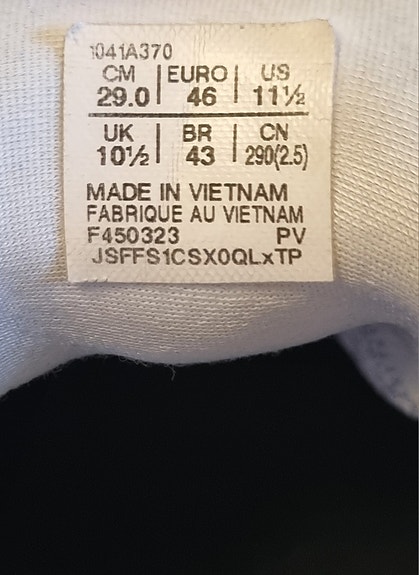 1041A370
CM | EURO | US
29.0 | 46 | 11½
UK | BR | CN
10½ | 43 | 290(2.5)
MADE IN VIETNAM
FABRIQUE AU VIETNAM
F450323 PV
JSFFS1CSX0QLxTP